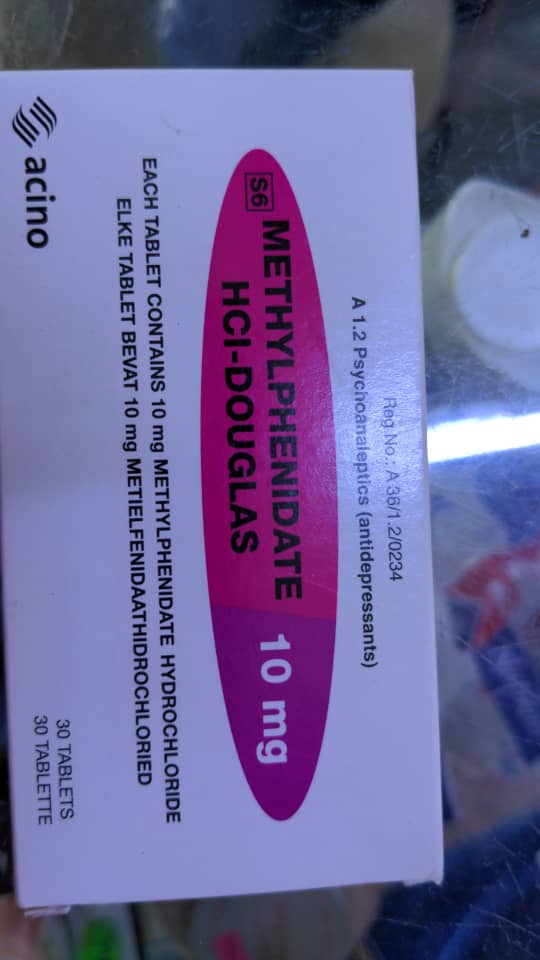 Reg No.: A 36/1.2/0234
A 1.2 Psychoanaleptics (antidepressants)
S6 METHYLPHENIDATE 10 mg
HCl-DOUGLAS
EACH TABLET CONTAINS 10 mg METHYLPHENIDATE HYDROCHLORIDE
ELKE TABLET BEVAT 10 mg METIELFENIDAATHIDROCHLORIED
acino
30 TABLETS
30 TABLETTE